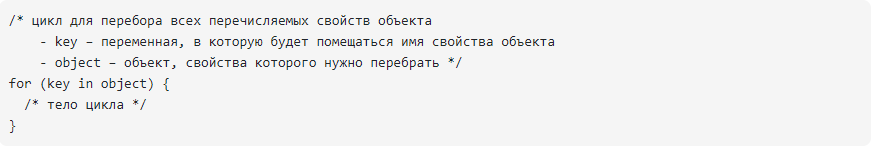 /* цикл для перебора всех перечисляемых свойств объекта
    - key – переменная, в которую будет помещаться имя свойства объекта
    - object – объект, свойства которого нужно перебрать */
for (key in object) {
  /* тело цикла */
}